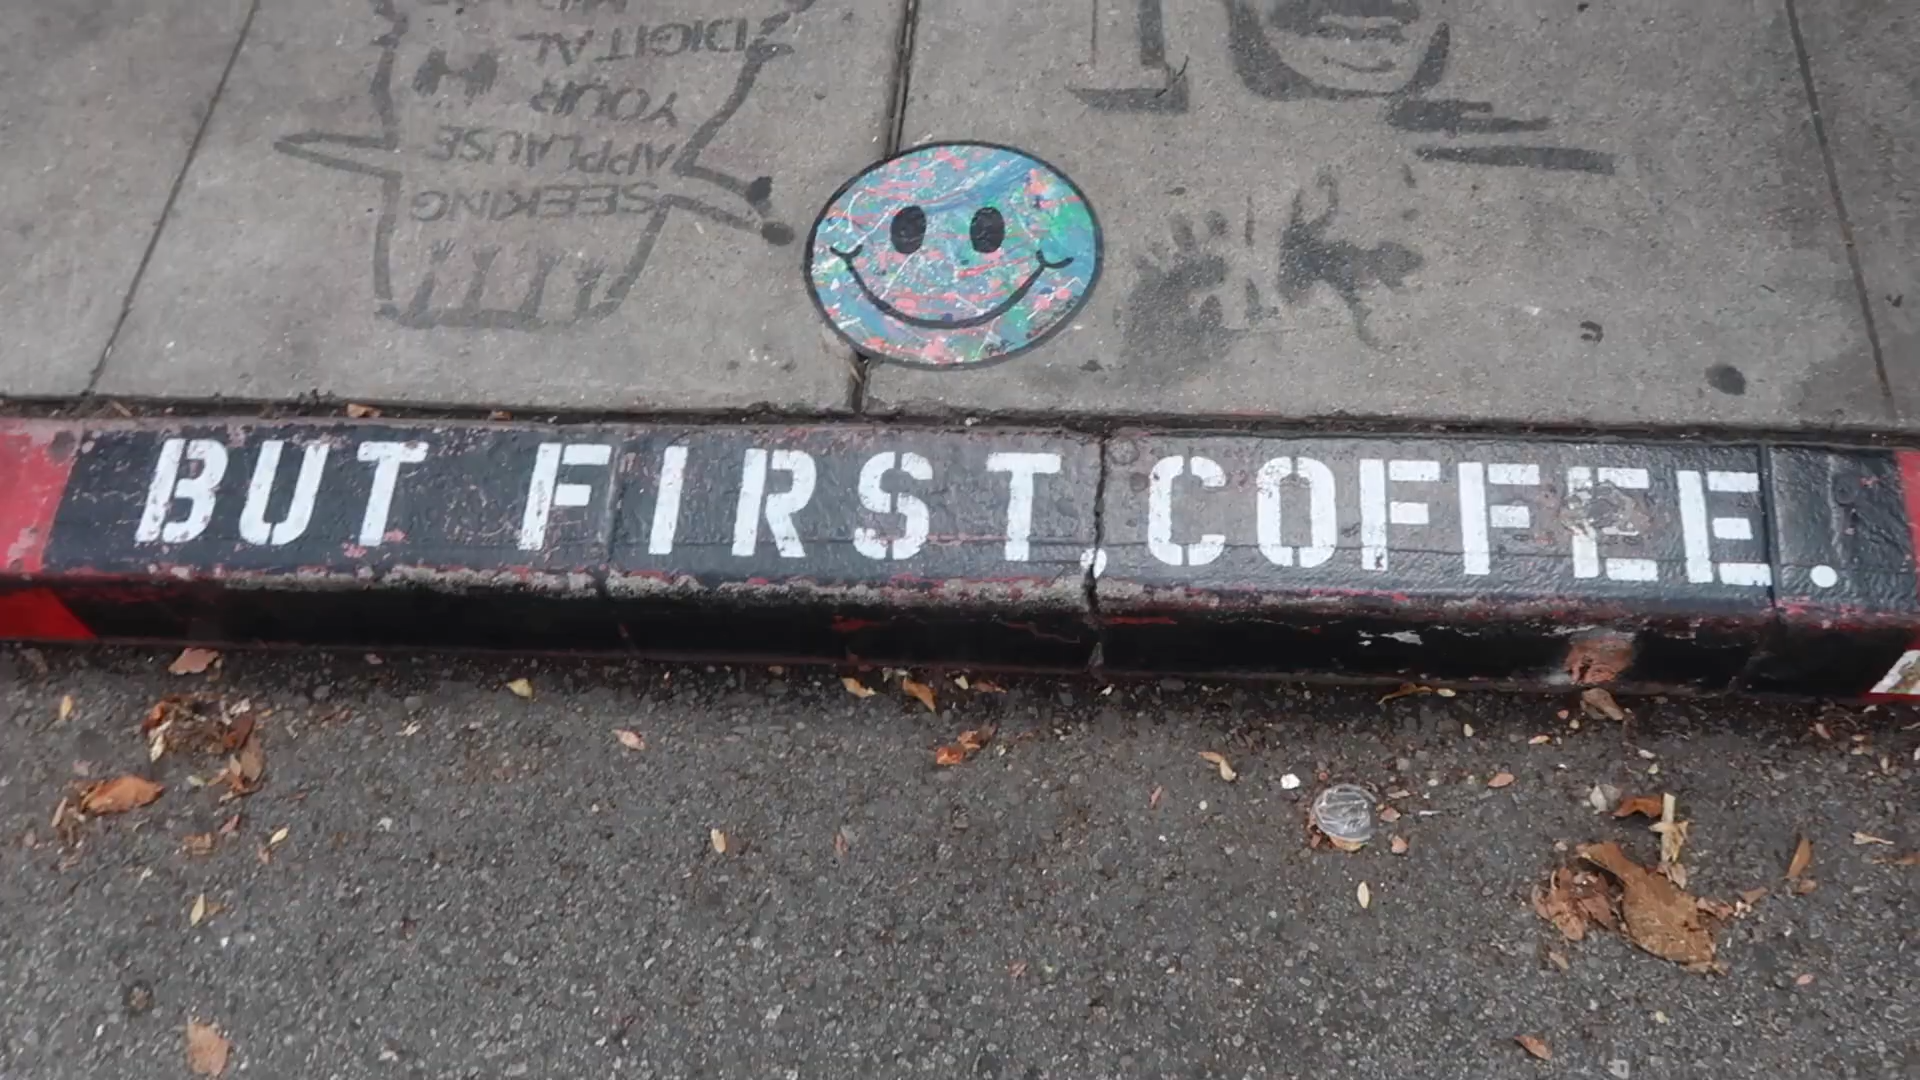 SEEKING
APPLAUSE
YOUR
DIGITAL
BUT FIRST, COFFEE.